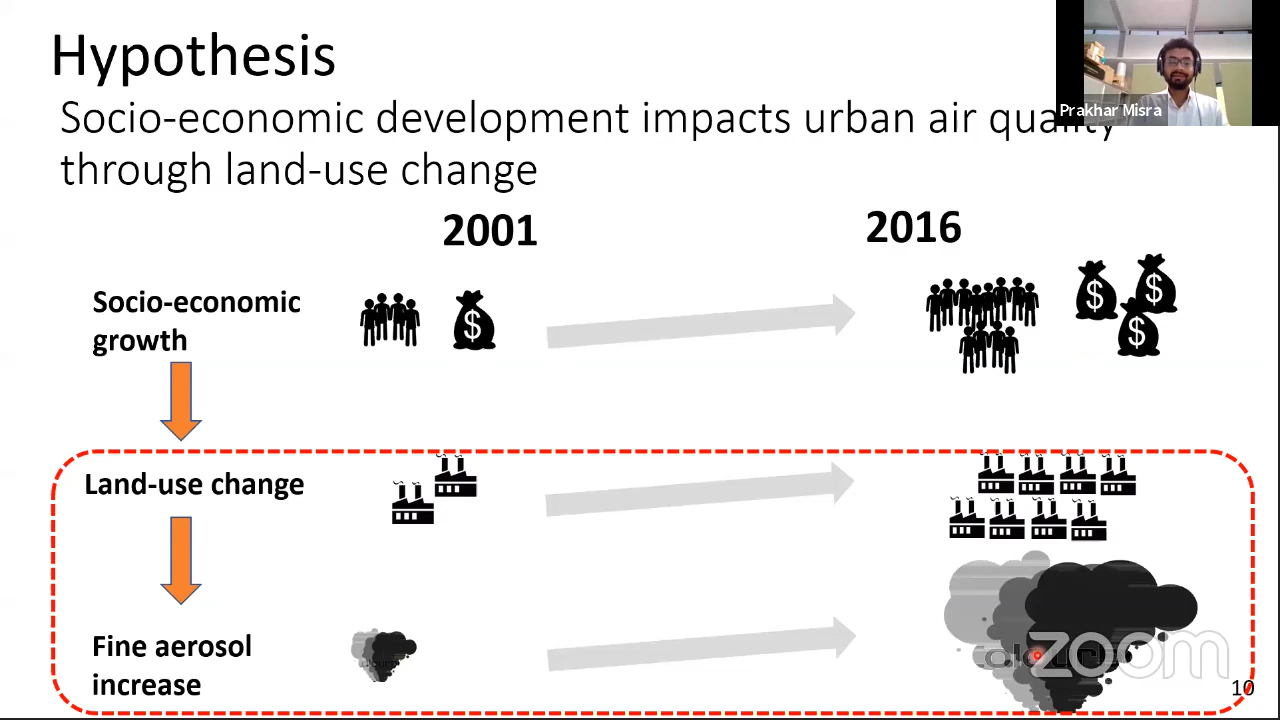 Hypothesis
Prakhar Misra
Socio-economic development impacts urban air quality
through land-use change
2001
2016
Socio-economic
growth
$
$
$
$
Land-use change
Fine aerosol
increase
zoom
10